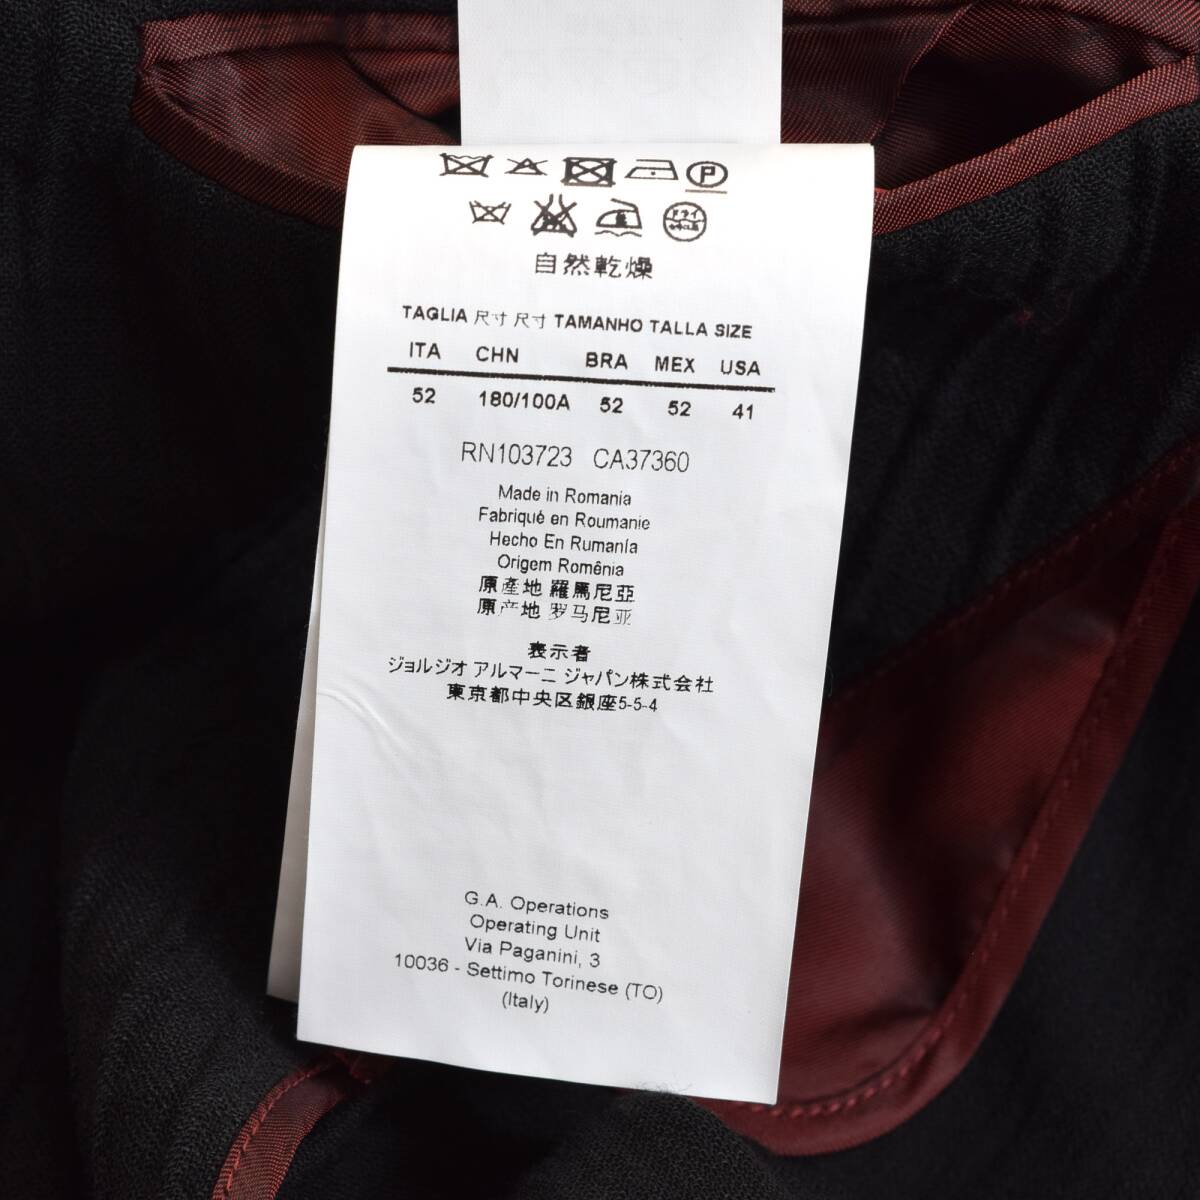 P
ドライ
自然乾燥
TAGLIA 尺寸 尺寸 TAMANHO TALLA SIZE
ITA CHN BRA MEX USA
52 180/100A 52 52 41
RN103723 CA37360
Made in Romania
Fabriqué en Roumanie
Hecho En Rumanía
Origem Romênia
原產地 羅馬尼亞
原产地 罗马尼亚
表示者
ジョルジオ アルマーニ ジャパン株式会社
東京都中央区銀座5-5-4
G.A. Operations
Operating Unit
Via Paganini, 3
10036 - Settimo Torinese (TO)
(Italy)